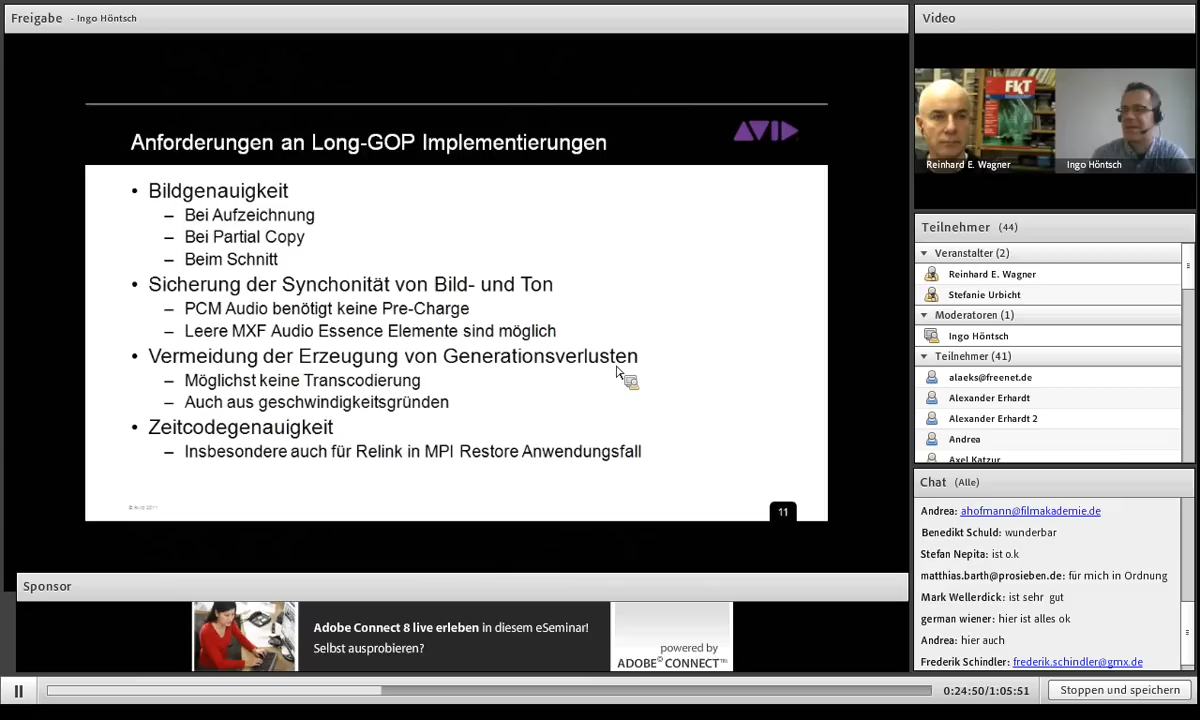 Freigabe - Ingo Höntsch
Anforderungen an Long-GOP Implementierungen
AVID
• Bildgenauigkeit
– Bei Aufzeichnung
– Bei Partial Copy
– Beim Schnitt
• Sicherung der Synchonität von Bild- und Ton
– PCM Audio benötigt keine Pre-Charge
– Leere MXF Audio Essence Elemente sind möglich
• Vermeidung der Erzeugung von Generationsverlusten
– Möglichst keine Transcodierung
– Auch aus geschwindigkeitsgründen
• Zeitcodegenauigkeit
– Insbesondere auch für Relink in MPI Restore Anwendungsfall
© Avid 2011
11
Sponsor
Adobe Connect 8 live erleben in diesem eSeminar!
Selbst ausprobieren?
powered by
ADOBE® CONNECT™
Video
FKT
Reinhard E. Wagner
Ingo Höntsch
Teilnehmer (44)
Veranstalter (2)
Reinhard E. Wagner
Stefanie Urbicht
Moderatoren (1)
Ingo Höntsch
Teilnehmer (41)
alaeks@freenet.de
Alexander Erhardt
Alexander Erhardt 2
Andrea
Axel Katzur
Chat (Alle)
Andrea: ahofmann@filmakademie.de
Benedikt Schuld: wunderbar
Stefan Nepita: ist o.k
matthias.barth@prosieben.de: für mich in Ordnung
Mark Wellerdick: ist sehr gut
german wiener: hier ist alles ok
Andrea: hier auch
Frederik Schindler: frederik.schindler@gmx.de
0:24:50/1:05:51
Stoppen und speichern